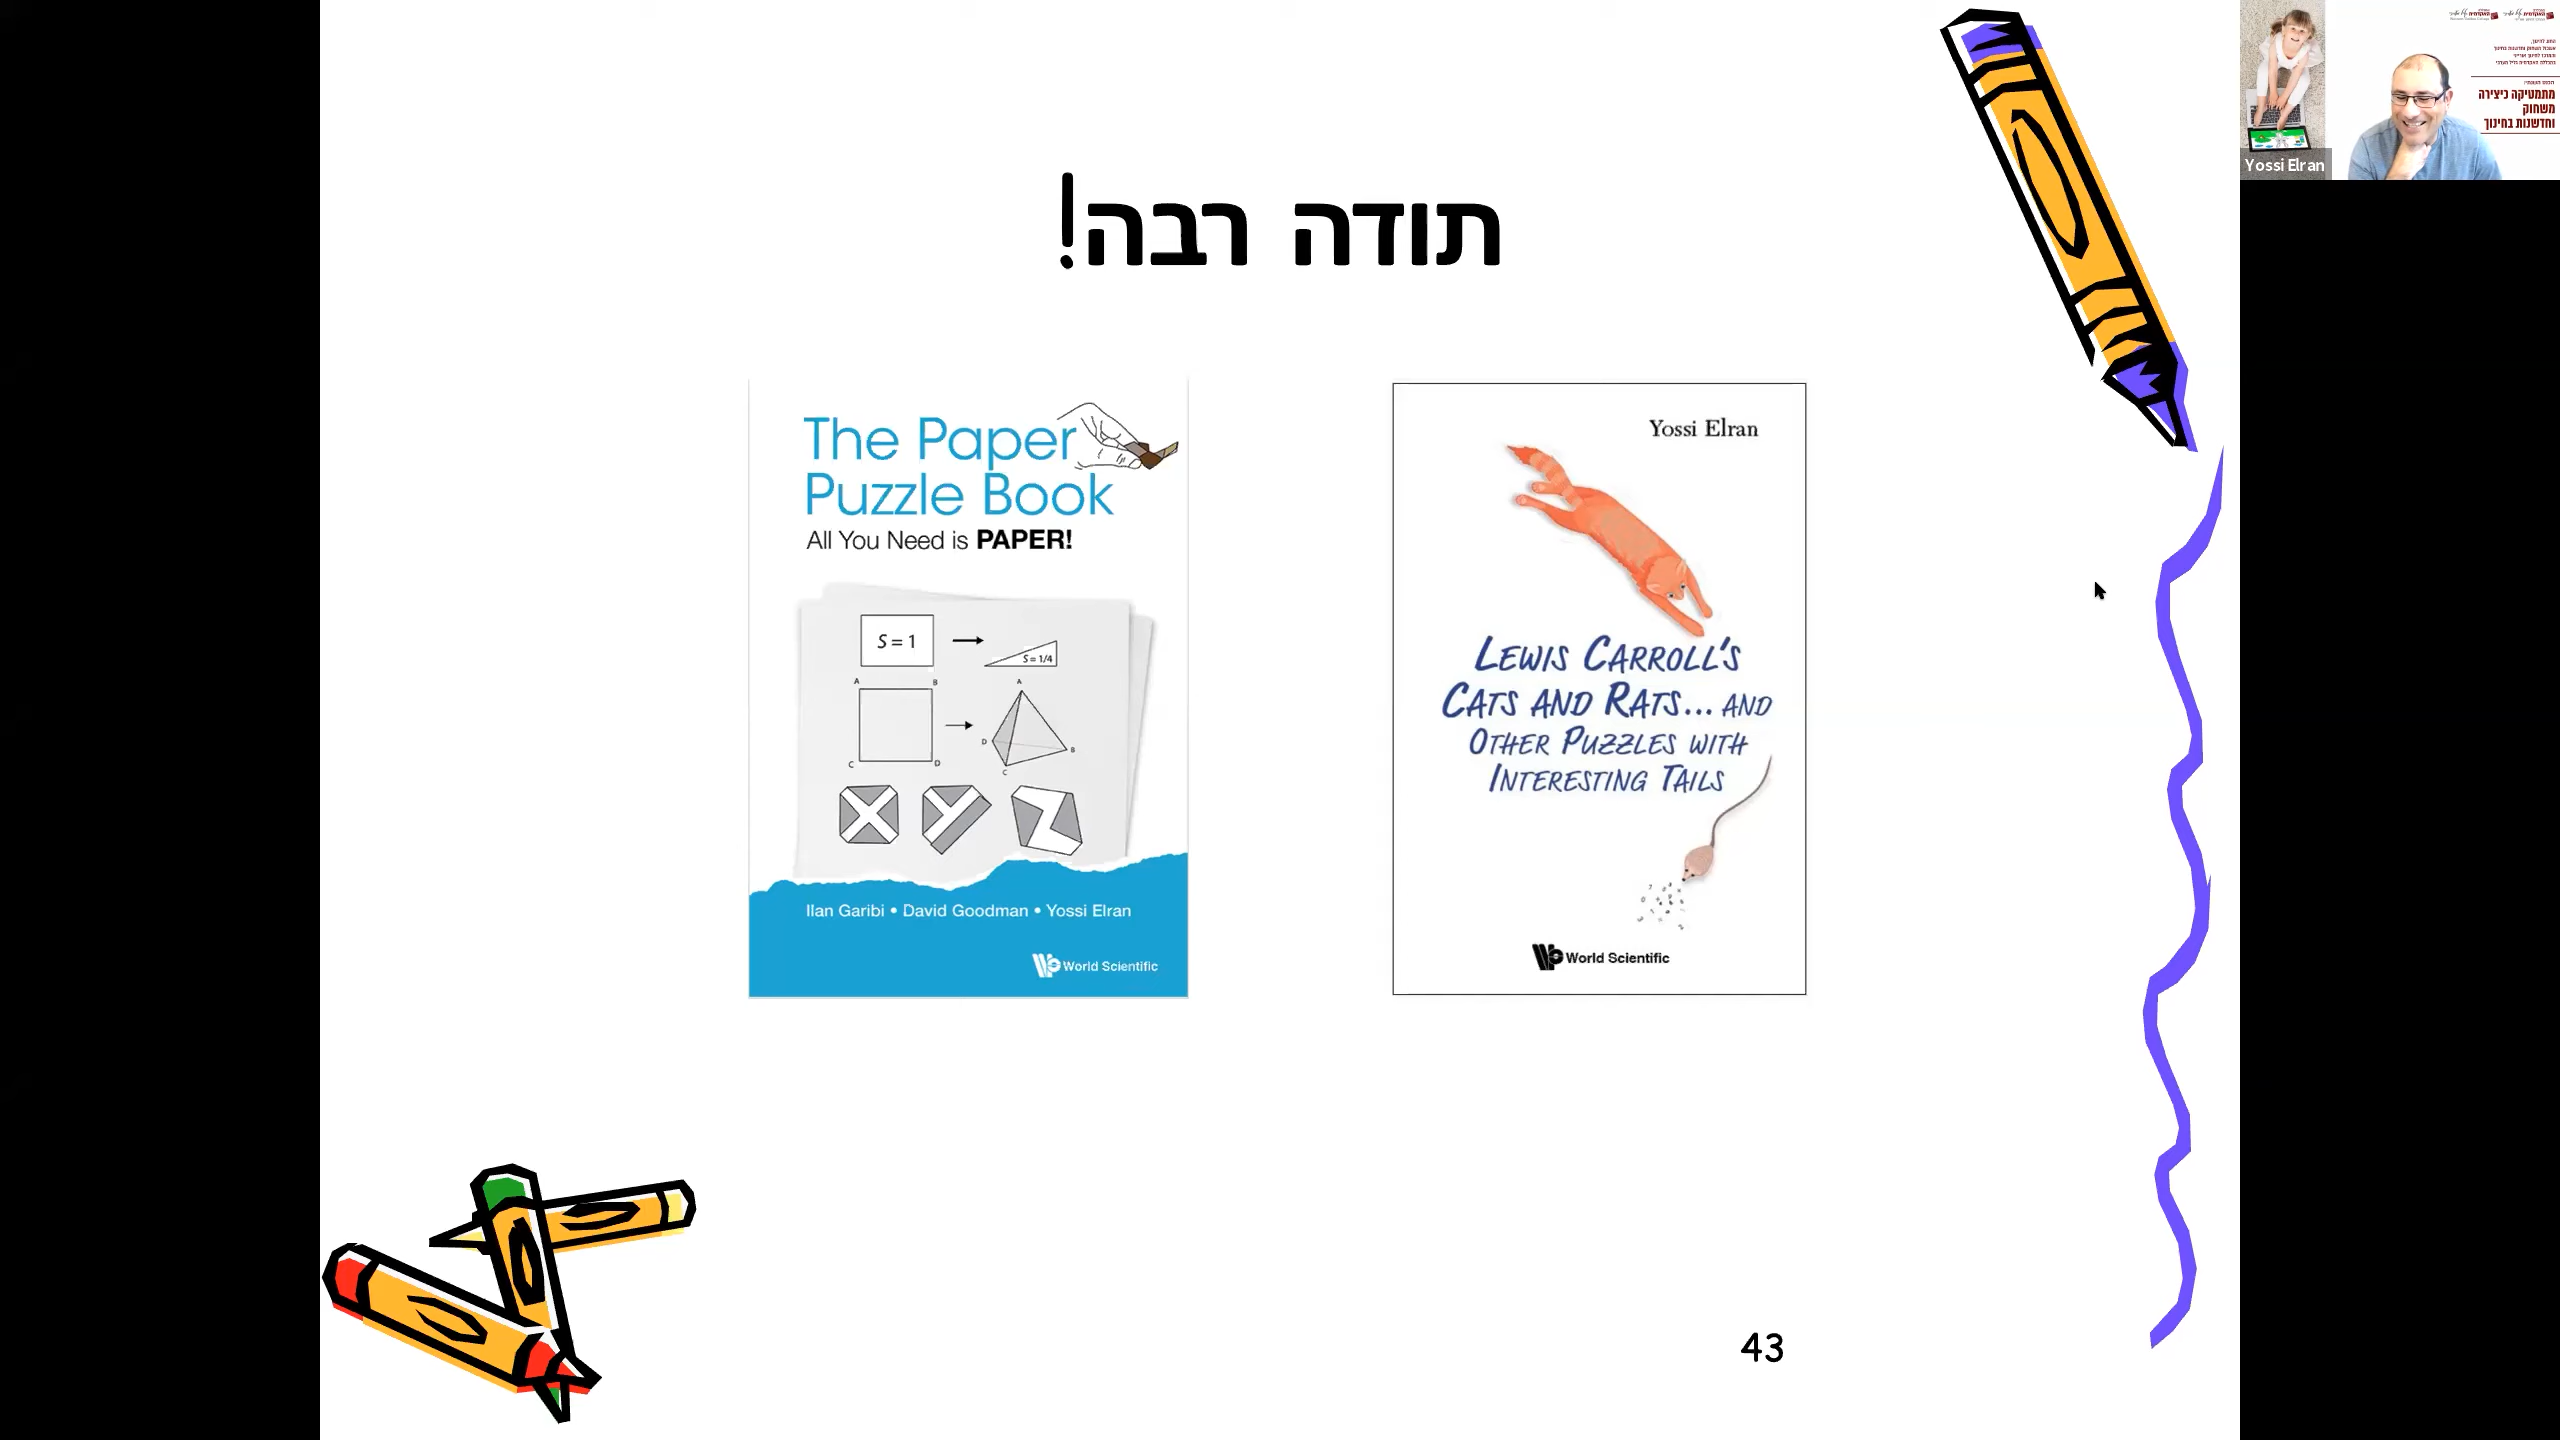 תודה רבה!
The Paper
Puzzle Book
All You Need is PAPER!
S = 1
S = 1/4
A B
C D
A
D B
C
Ilan Garibi • David Goodman • Yossi Elran
World Scientific
Yossi Elran
LEWIS CARROLL'S
CATS AND RATS... AND
OTHER PUZZLES WITH
INTERESTING TAILS
World Scientific
43
Yossi Elran
מתמטיקה כיצירה
משחוק
וחדשנות בחינוך